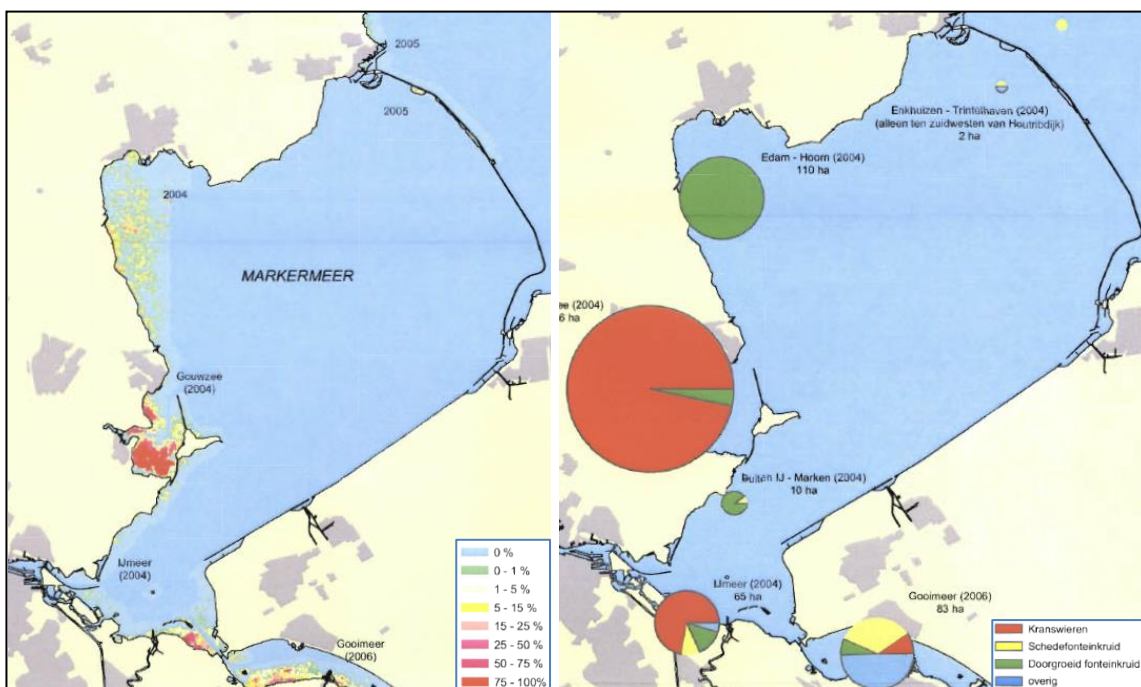 2005
2005
2004
MARKERMEER
Gouwzee
(2004)
IJmeer
(2004)
Gooimeer
(2006)
0 %
0 - 1 %
1 - 5 %
5 - 15 %
15 - 25 %
25 - 50 %
50 - 75 %
75 - 100%
Enkhuizen - Trintelhaven (2004)
(alleen ten zuidwesten van Houtribdijk)
2 ha
Edam - Hoorn (2004)
110 ha
ee (2004)
6 ha
Buiten IJ - Marken (2004)
10 ha
IJmeer (2004)
65 ha
Gooimeer (2006)
83 ha
Kranswieren
Schedefonteinkruid
Doorgroeid fonteinkruid
overig